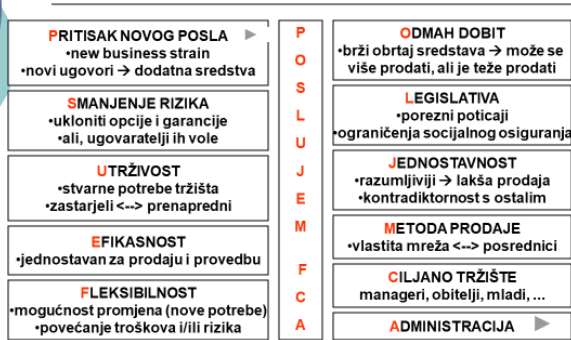 PRITISAK NOVOG POSLA
•new business strain
•novi ugovori → dodatna sredstva
SMANJENJE RIZIKA
•ukloniti opcije i garancije
•ali, ugovaratelji ih vole
UTRŽIVOST
•stvarne potrebe tržišta
•zastarjeli <--> prenapredni
EFIKASNOST
•jednostavan za prodaju i provedbu
FLEKSIBILNOST
•mogućnost promjena (nove potrebe)
•povećanje troškova i/ili rizika
P
O
S
L
U
J
E
M
F
C
A
ODMAH DOBIT
•brži obrtaj sredstava → može se
više prodati, ali je teže prodati
LEGISLATIVA
•porezni poticaji
•ograničenja socijalnog osiguranja
JEDNOSTAVNOST
•razumljiviji → lakša prodaja
•kontradiktornost s ostalim
METODA PRODAJE
•vlastita mreža <--> posrednici
CILJANO TRŽIŠTE
manageri, obitelji, mladi, ...
ADMINISTRACIJA